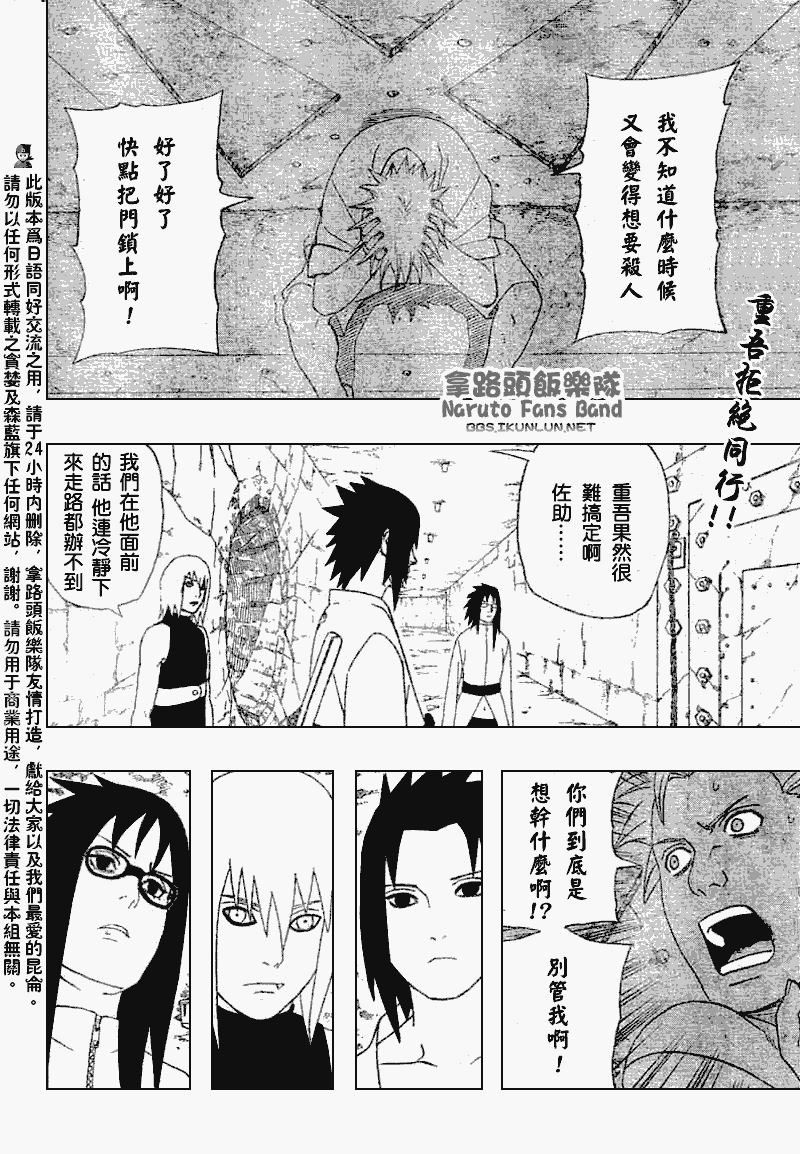 我不知道什麼時候
又會變得想要殺人
好了好了
快點把門鎖上啊！
重吾拒絕同行!!
拿路頭飯樂隊
Naruto Fans Band
BBS.IKUNLUN.NET
重吾果然很
難搞定啊
佐助……
我們在他面前
的話 他連冷靜下
來走路都辦不到
你們到底是
想幹什麼啊!?
別管我啊！
此版本爲日語同好交流之用，請于24小時内删除，拿路頭飯樂隊友情打造，獻給大家以及我們最愛的昆侖。
請勿以任何形式轉載之貪婪及森藍旗下任何網站，謝謝。請勿用于商業用途，一切法律責任與本組無關。